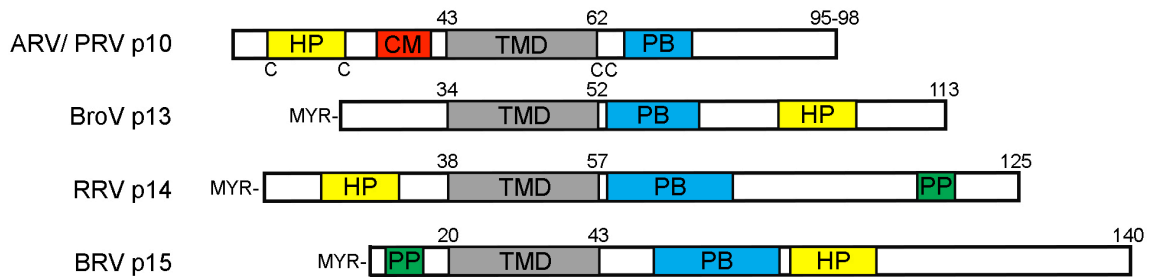 43 62 95-98
ARV/ PRV p10 HP CM TMD PB
C C CC
34 52 113
BroV p13 MYR- TMD PB HP
38 57 125
RRV p14 MYR- HP TMD PB PP
20 43 140
BRV p15 MYR- PP TMD PB HP